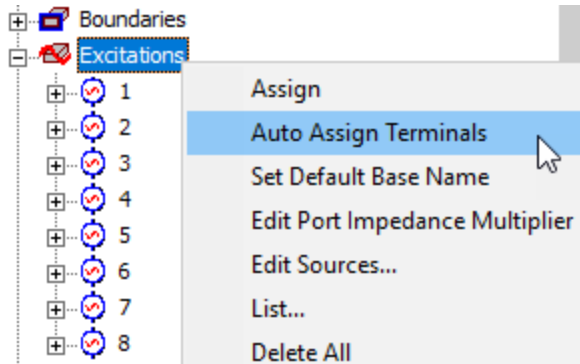 Boundaries
Excitations
1
2
3
4
5
6
7
8
Assign
Auto Assign Terminals
Set Default Base Name
Edit Port Impedance Multiplier
Edit Sources...
List...
Delete All